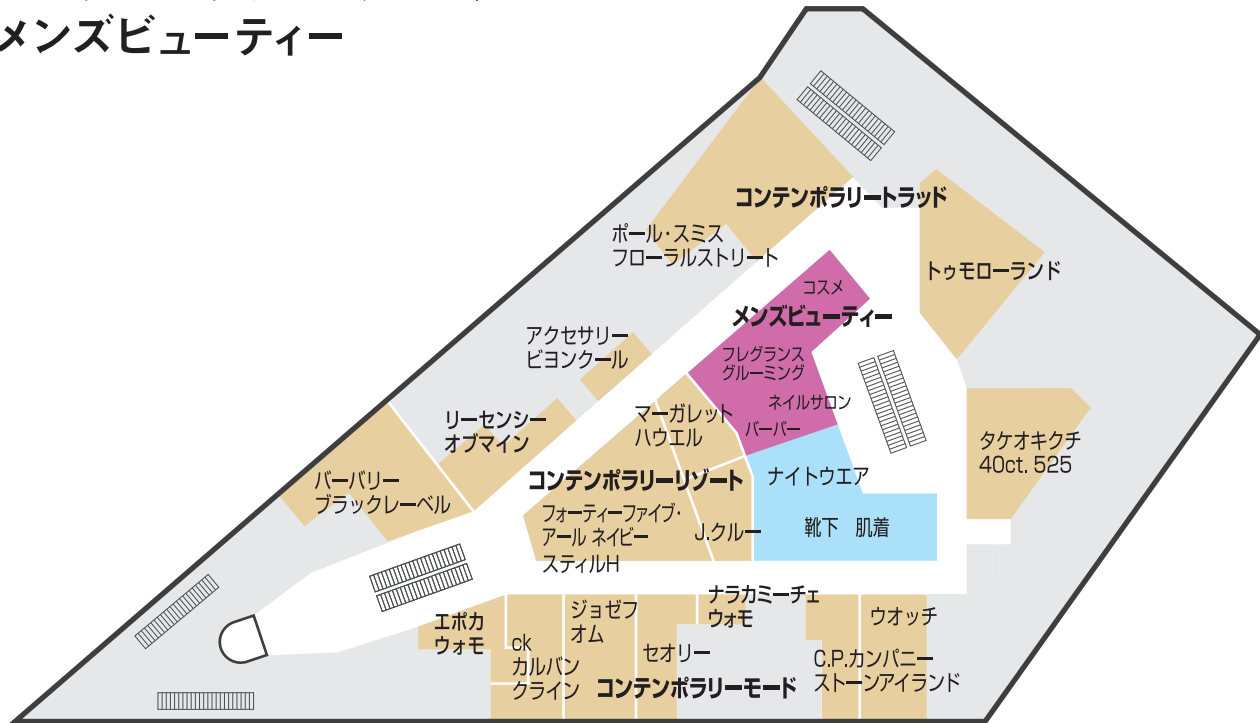 メンズビューティー
コンテンポラリートラッド
ポール・スミス
フローラルストリート
トゥモローランド
コスメ
メンズビューティー
アクセサリー
ビヨンクール
フレグランス
グルーミング
ネイルサロン
バーバー
リーセンシー
オブマイン
マーガレット
ハウエル
タケオキクチ
40ct. 525
バーバリー
ブラックレーベル
コンテンポラリーリゾート
ナイトウエア
フォーティーファイブ・
アール ネイビー
スティルH
J.クルー
靴下 肌着
エポカ
ウォモ
ck
カルバン
クライン
ジョゼフ
オム
セオリー
ナラカミーチェ
ウォモ
コンテンポラリーモード
ウオッチ
C.P.カンパニー
ストーンアイランド